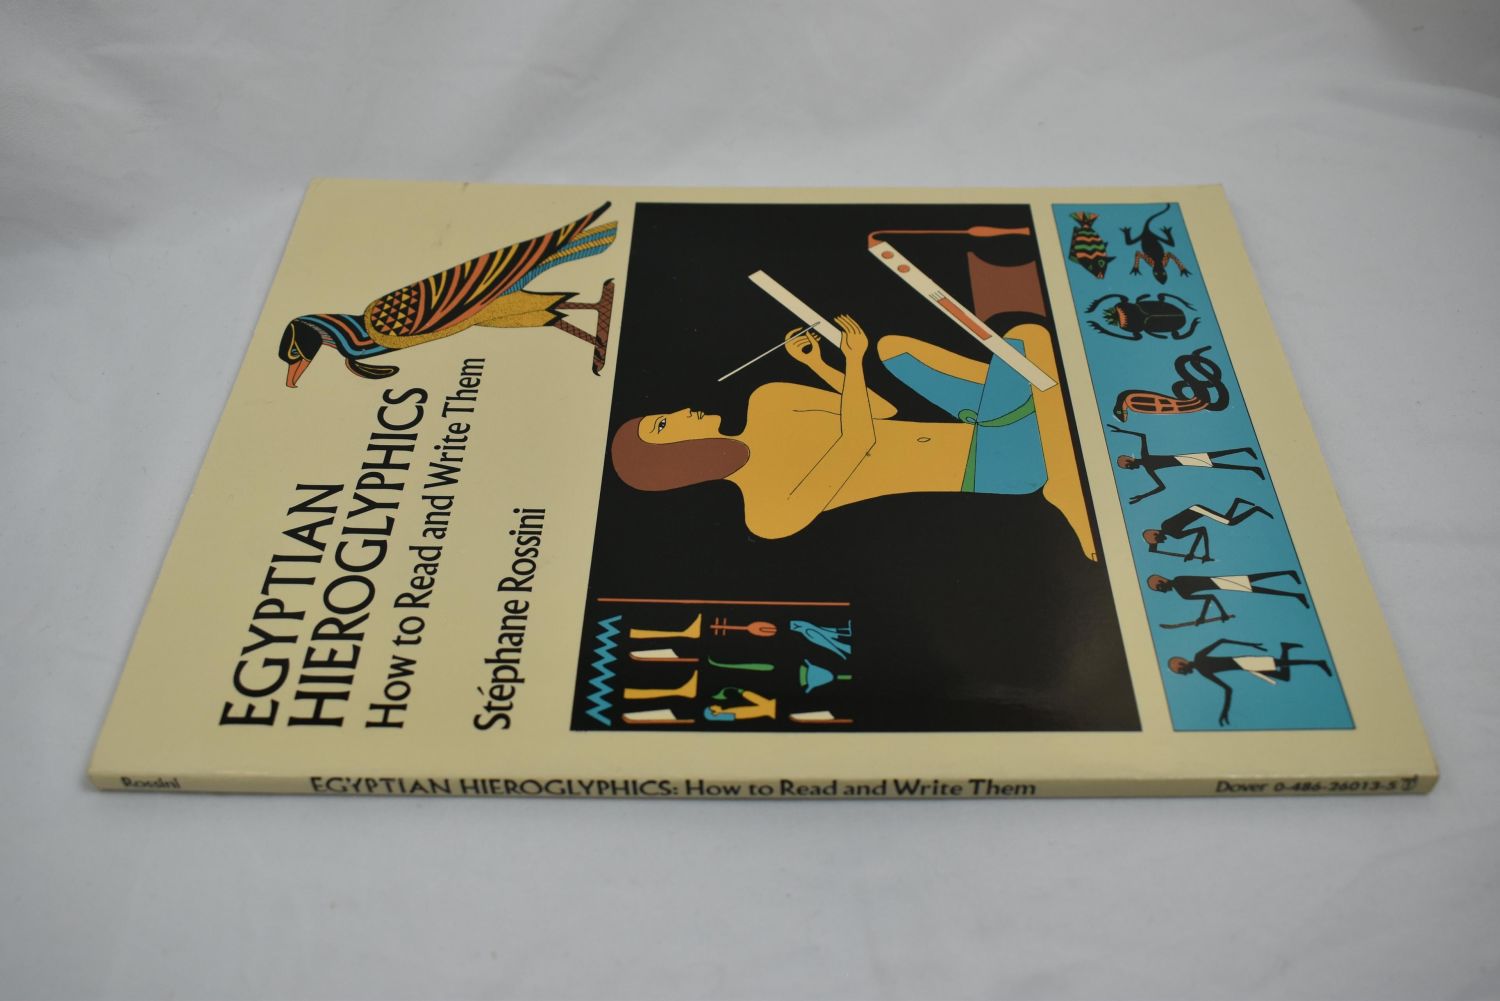 EGYPTIAN
HIEROGLYPHICS
How to Read and Write Them
Stéphane Rossini
Rossini
EGYPTIAN HIEROGLYPHICS: How to Read and Write Them
Dover 0-486-26013-5